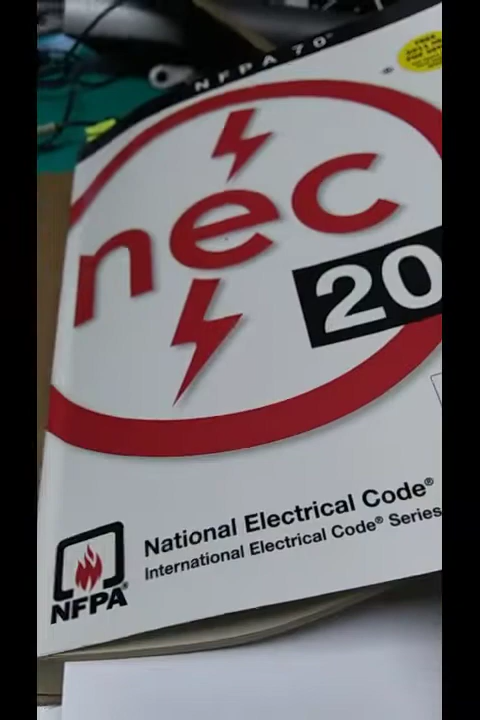 NFPA 70
nec
20
National Electrical Code®
International Electrical Code® Series
NFPA®